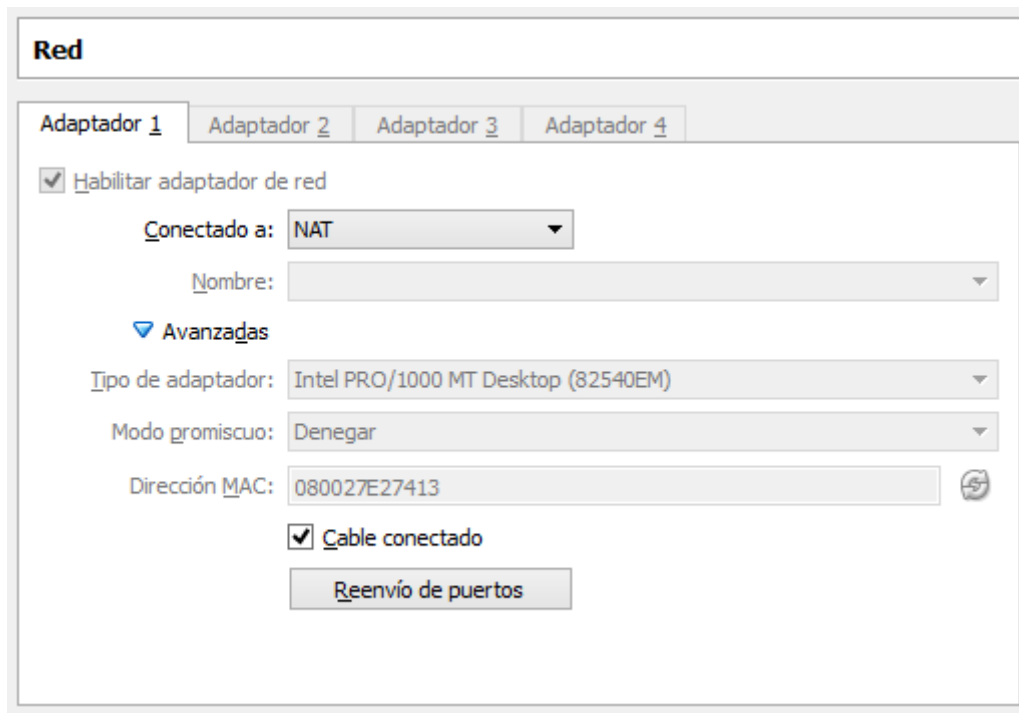 Red
Adaptador 1 Adaptador 2 Adaptador 3 Adaptador 4
Habilitar adaptador de red
Conectado a: NAT
Nombre:
Avanzadas
Tipo de adaptador: Intel PRO/1000 MT Desktop (82540EM)
Modo promiscuo: Denegar
Dirección MAC: 080027E27413
Cable conectado
Reenvío de puertos